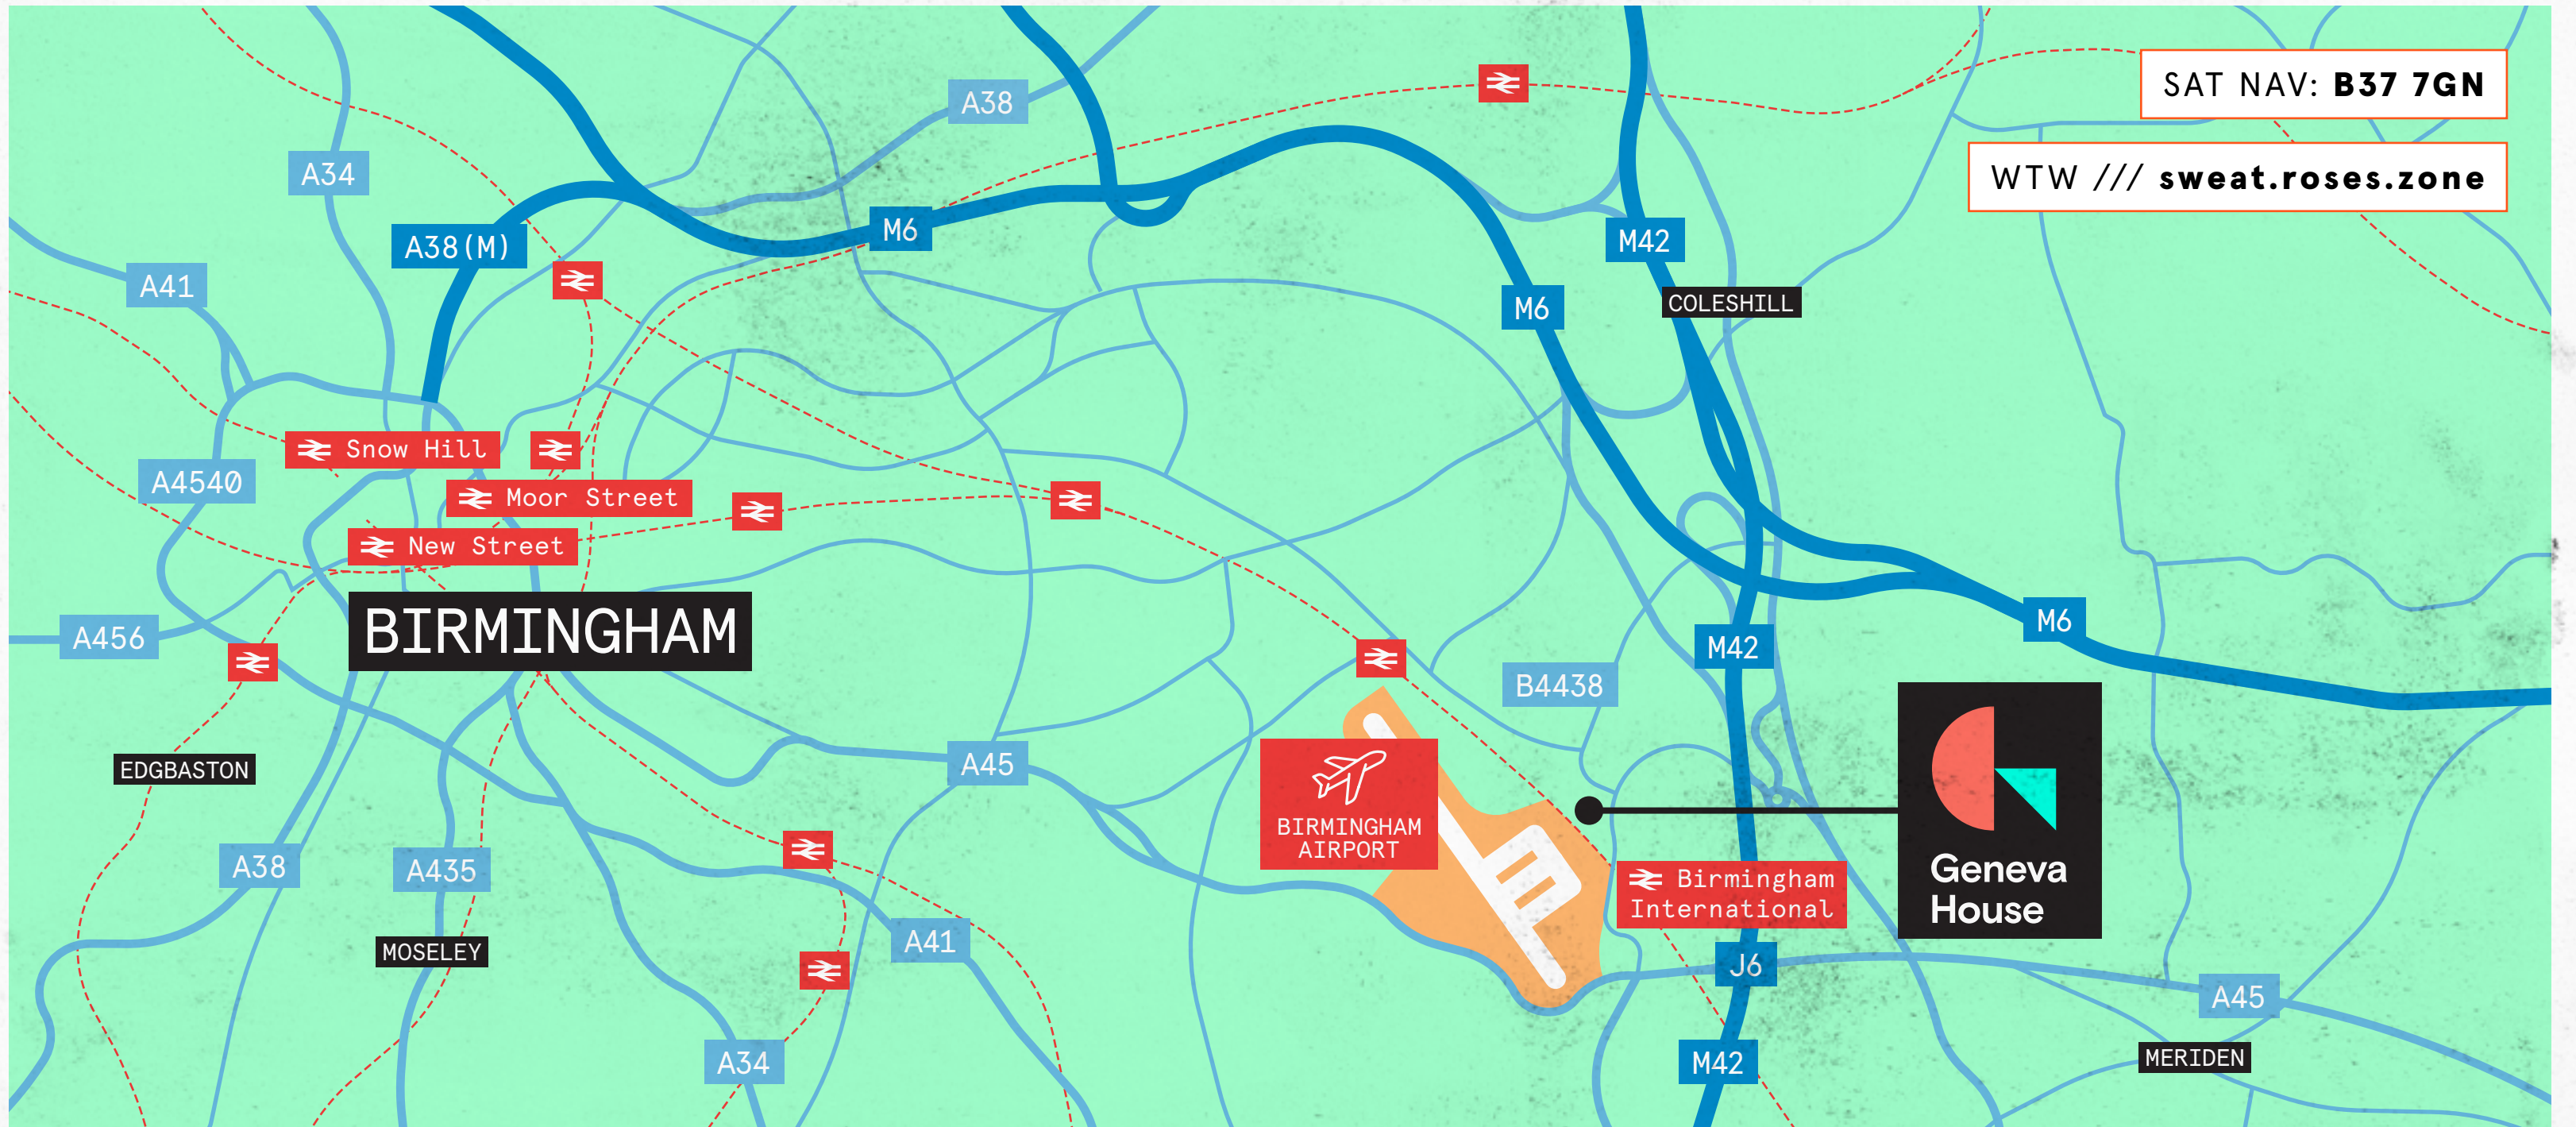 SAT NAV: B37 7GN
WTW /// sweat.roses.zone
A38
A34
A38(M)
M6
M42
A41
M6
COLESHILL
Snow Hill
A4540
Moor Street
New Street
BIRMINGHAM
A456
M42
M6
B4438
EDGBASTON
A45
BIRMINGHAM
AIRPORT
Geneva
House
A38
A435
Birmingham
International
MOSELEY
A41
J6
A45
A34
M42
MERIDEN